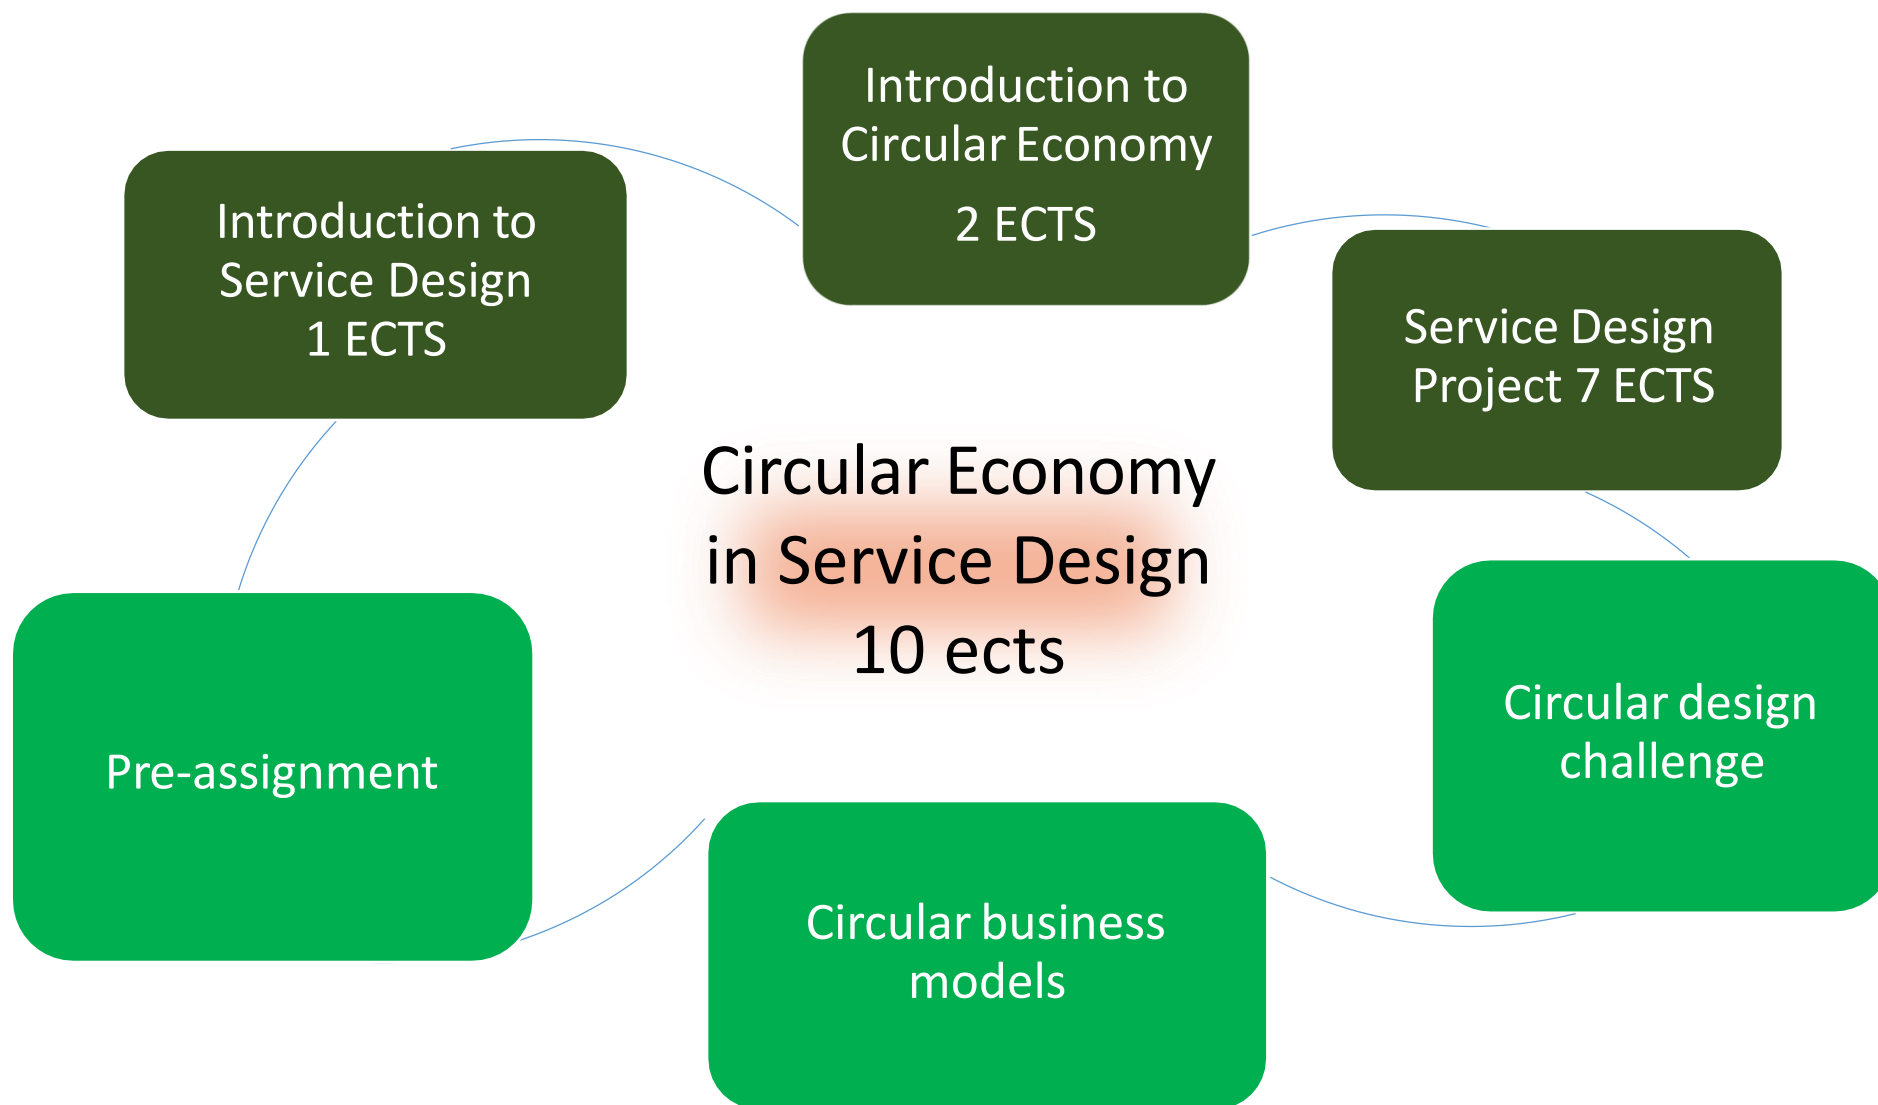 Introduction to
Circular Economy
2 ECTS
Introduction to
Service Design
1 ECTS
Service Design
Project 7 ECTS
Circular Economy
in Service Design
10 ects
Pre-assignment
Circular design
challenge
Circular business
models